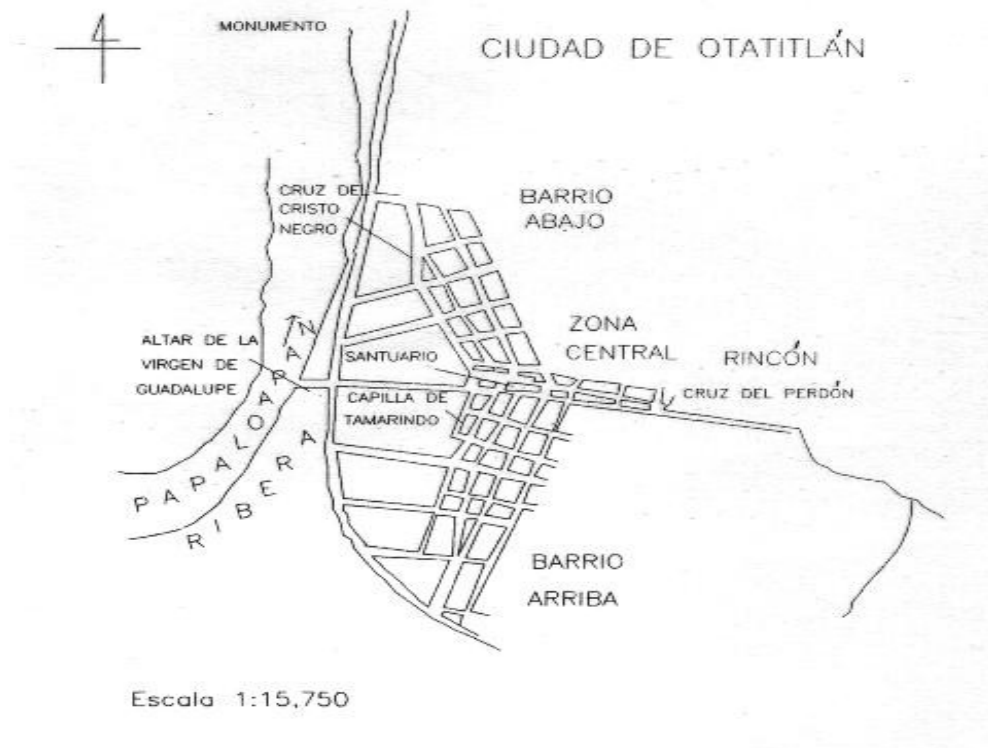 MONUMENTO
CIUDAD DE OTATITLÁN
CRUZ DE
CRISTO
NEGRO
BARRIO
ABAJO
ALTAR DE LA
VIRGEN DE
GUADALUPE
SANTUARIO
ZONA
CENTRAL
RINCÓN
CRUZ DEL PERDÓN
CAPILLA DE
TAMARINDO
PAPALOAPAN
RIBERA
BARRIO
ARRIBA
Escala 1:15,750